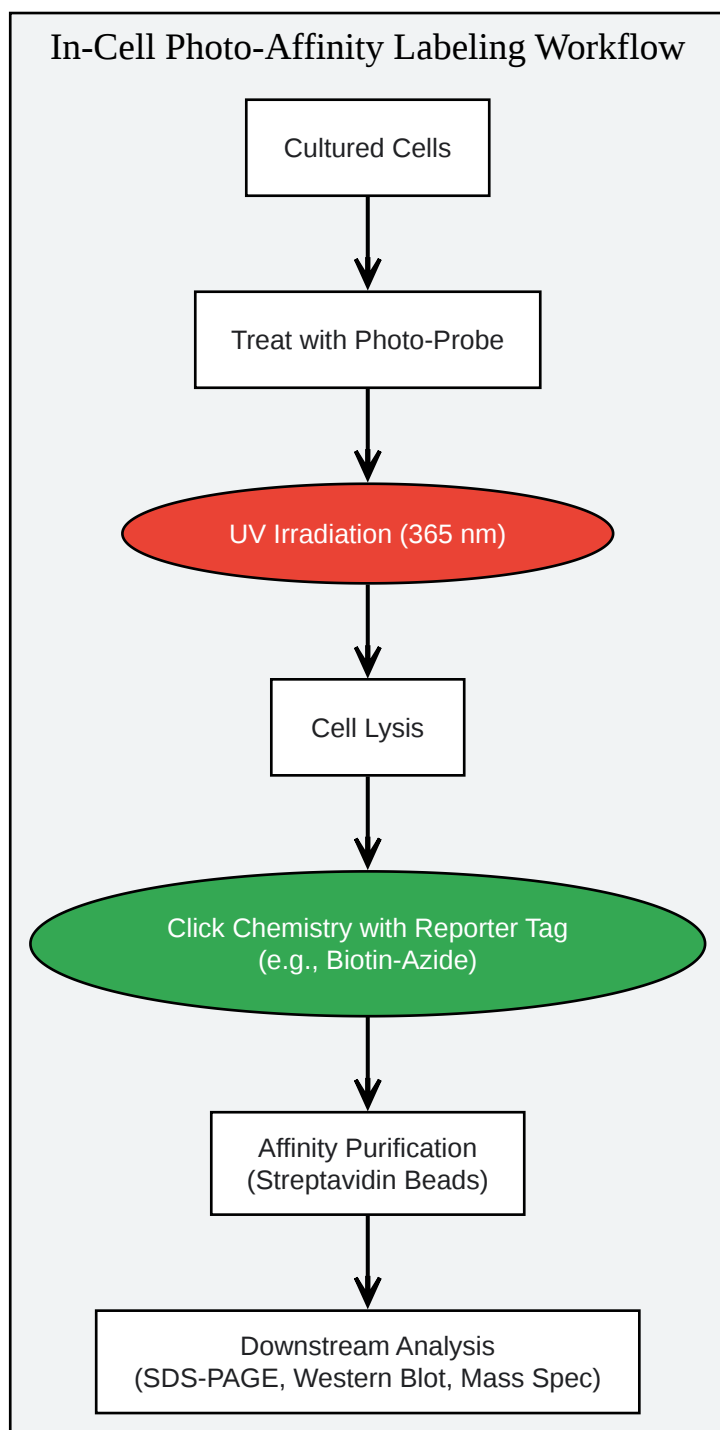 In-Cell Photo-Affinity Labeling Workflow
Cultured Cells
Treat with Photo-Probe
UV Irradiation (365 nm)
Cell Lysis
Click Chemistry with Reporter Tag
(e.g., Biotin-Azide)
Affinity Purification
(Streptavidin Beads)
Downstream Analysis
(SDS-PAGE, Western Blot, Mass Spec)